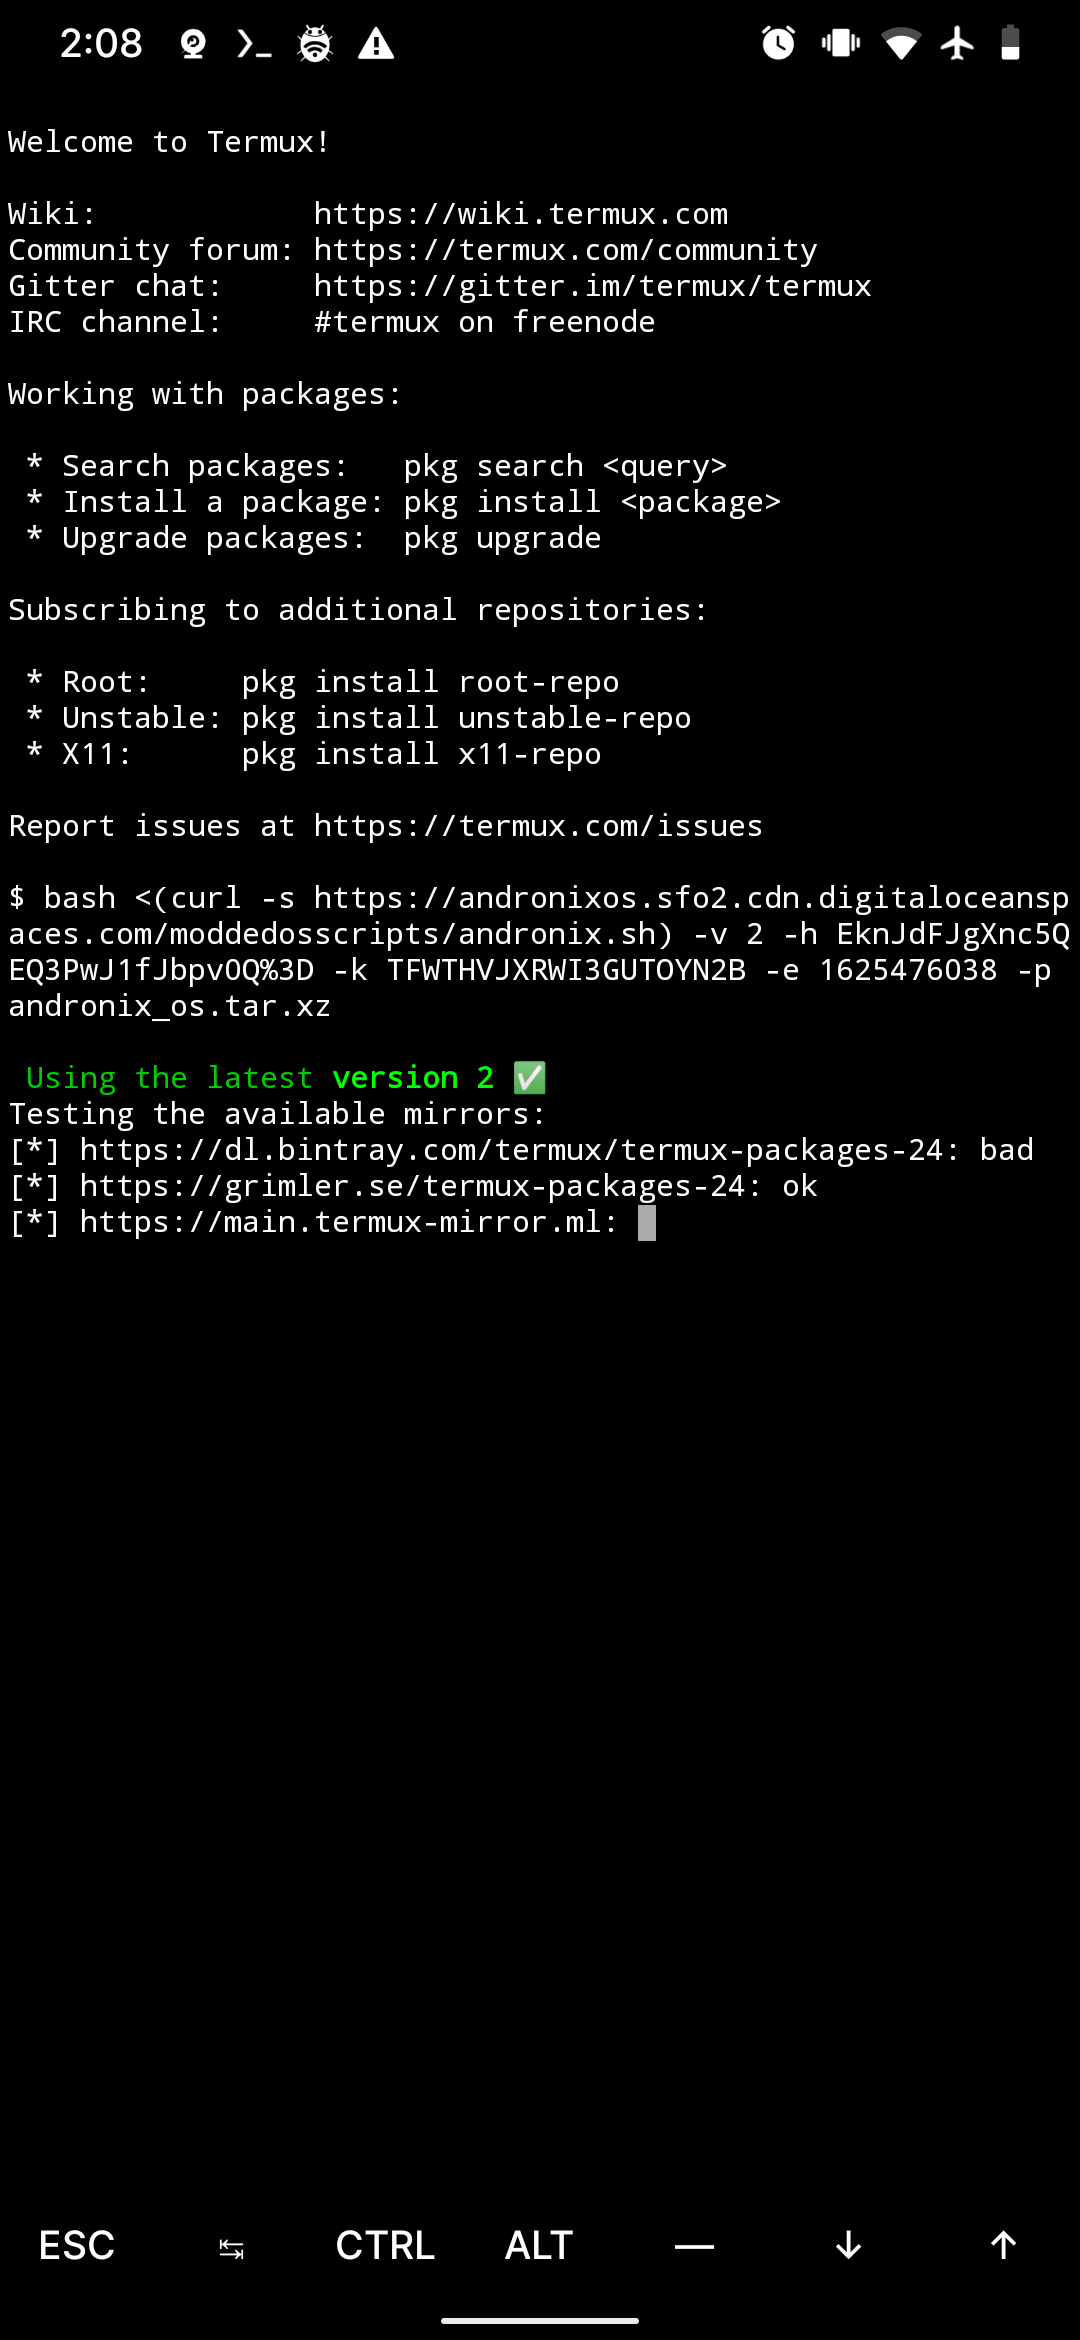 2:08
Welcome to Termux!
Wiki:            https://wiki.termux.com
Community forum: https://termux.com/community
Gitter chat:     https://gitter.im/termux/termux
IRC channel:     #termux on freenode
Working with packages:
 * Search packages:   pkg search <query>
 * Install a package: pkg install <package>
 * Upgrade packages:  pkg upgrade
Subscribing to additional repositories:
 * Root:     pkg install root-repo
 * Unstable: pkg install unstable-repo
 * X11:      pkg install x11-repo
Report issues at https://termux.com/issues
$ bash <(curl -s https://andronixos.sfo2.cdn.digitaloceansp
aces.com/moddedosscripts/andronix.sh) -v 2 -h EknJdFJgXnc5Q
EQ3PwJ1fJbpv0Q%3D -k TFWTHVJXRWI3GUTOYN2B -e 1625476038 -p
andronix_os.tar.xz
 Using the latest version 2 ✅
Testing the available mirrors:
[*] https://dl.bintray.com/termux/termux-packages-24: bad
[*] https://grimler.se/termux-packages-24: ok
[*] https://main.termux-mirror.ml:
ESC ↹ CTRL ALT — ↓ ↑